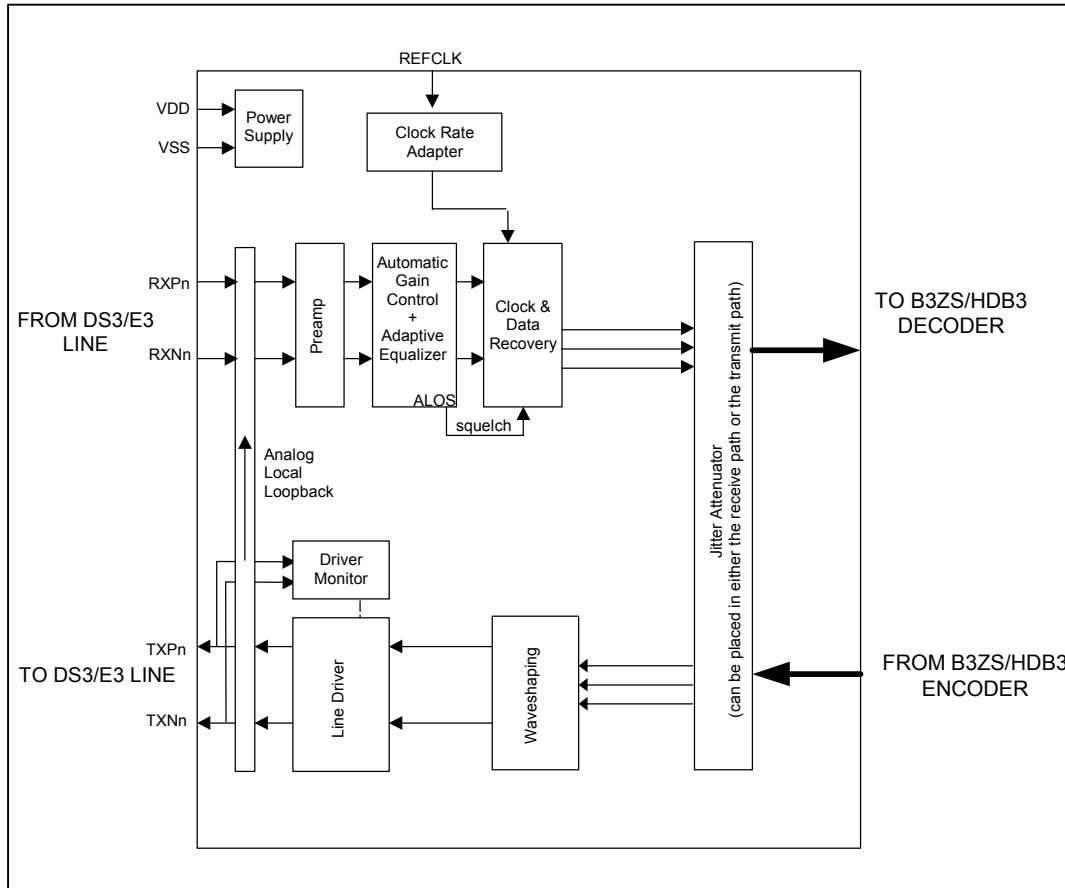 REFCLK
VDD
VSS
Power
Supply
Clock Rate
Adapter
RXPn
RXNn
FROM DS3/E3
LINE
Preamp
Automatic
Gain
Control
+
Adaptive
Equalizer
ALOS
squelch
Clock &
Data
Recovery
Jitter Attenuator
(can be placed in either the receive path or the transmit path)
TO B3ZS/HDB3
DECODER
Analog
Local
Loopback
Driver
Monitor
TXPn
TO DS3/E3 LINE
TXNn
Line Driver
Waveshaping
FROM B3ZS/HDB3
ENCODER